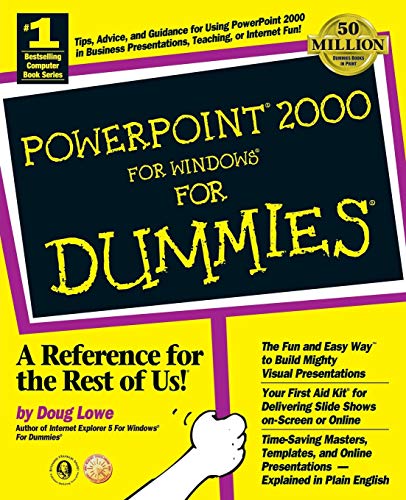 #1
Bestselling
Computer
Book Series
Tips, Advice, and Guidance for Using PowerPoint 2000
in Business Presentations, Teaching, or Internet Fun!
50
MILLION
DUMMIES BOOKS
IN PRINT
POWERPOINT® 2000
FOR WINDOWS®
FOR
DUMMIES®
A Reference for
the Rest of Us!®
by Doug Lowe
Author of Internet Explorer 5 For Windows®
For Dummies®
The Fun and Easy Way™
to Build Mighty
Visual Presentations
Your First Aid Kit® for
Delivering Slide Shows
on-Screen or Online
Time-Saving Masters,
Templates, and Online
Presentations —
Explained in Plain English